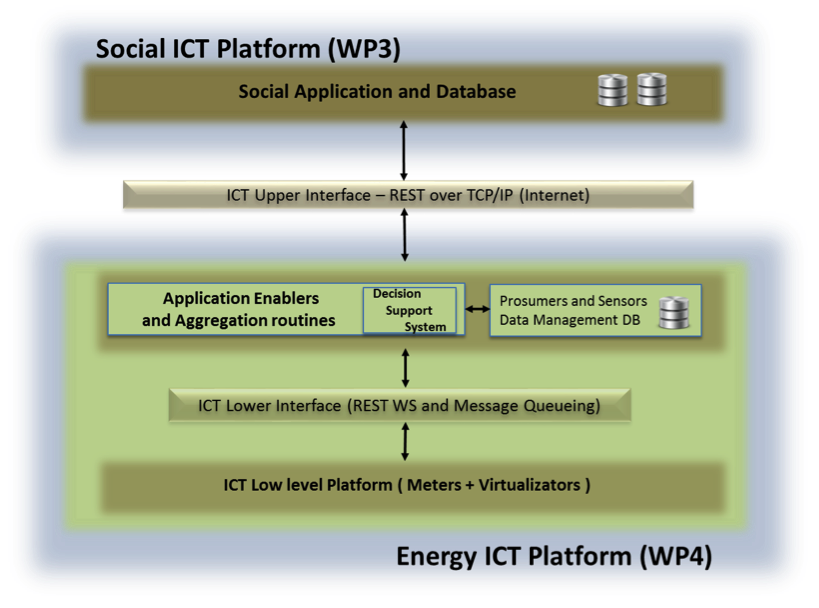 Social ICT Platform (WP3)
Social Application and Database
ICT Upper Interface – REST over TCP/IP (Internet)
Application Enablers
and Aggregation routines
Decision
Support
System
Prosumers and Sensors
Data Management DB
ICT Lower Interface (REST WS and Message Queueing)
ICT Low level Platform ( Meters + Virtualizators )
Energy ICT Platform (WP4)